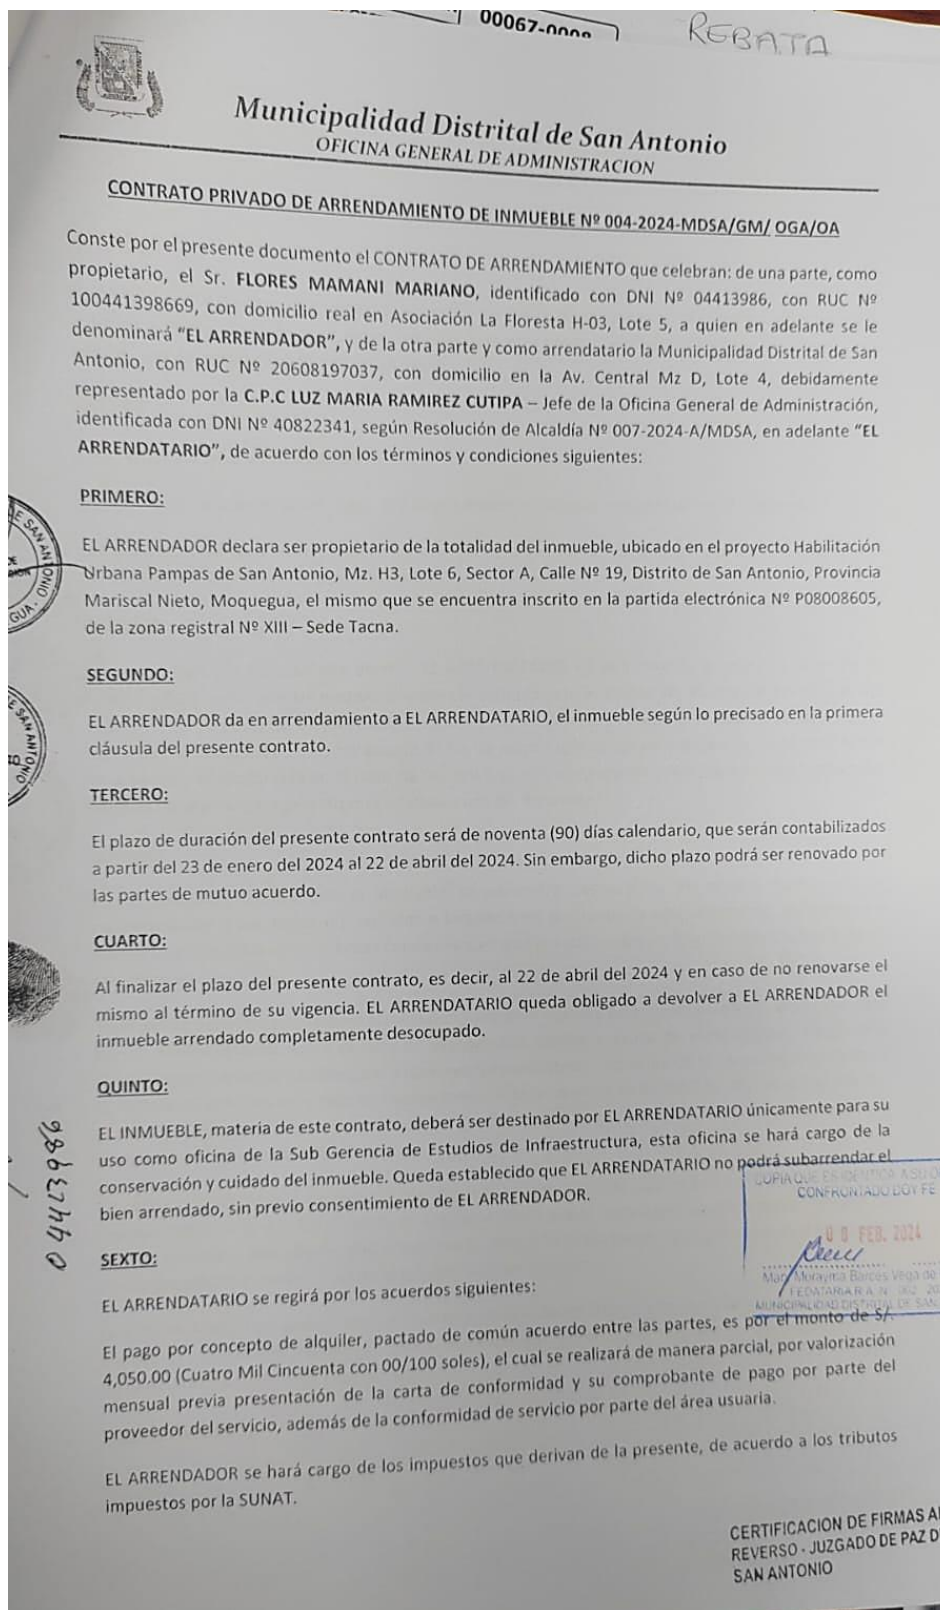 00067-0008
REBATA
Municipalidad Distrital de San Antonio
OFICINA GENERAL DE ADMINISTRACION
CONTRATO PRIVADO DE ARRENDAMIENTO DE INMUEBLE Nº 004-2024-MDSA/GM/ OGA/OA
Conste por el presente documento el CONTRATO DE ARRENDAMIENTO que celebran: de una parte, como
propietario, el Sr. FLORES MAMANI MARIANO, identificado con DNI Nº 04413986, con RUC Nº
100441398669, con domicilio real en Asociación La Floresta H-03, Lote 5, a quien en adelante se le
denominará “EL ARRENDADOR”, y de la otra parte y como arrendatario la Municipalidad Distrital de San
Antonio, con RUC Nº 20608197037, con domicilio en la Av. Central Mz D, Lote 4, debidamente
representado por la C.P.C LUZ MARIA RAMIREZ CUTIPA – Jefe de la Oficina General de Administración,
identificada con DNI Nº 40822341, según Resolución de Alcaldía Nº 007-2024-A/MDSA, en adelante “EL
ARRENDATARIO”, de acuerdo con los términos y condiciones siguientes:
PRIMERO:
EL ARRENDADOR declara ser propietario de la totalidad del inmueble, ubicado en el proyecto Habilitación
Urbana Pampas de San Antonio, Mz. H3, Lote 6, Sector A, Calle Nº 19, Distrito de San Antonio, Provincia
Mariscal Nieto, Moquegua, el mismo que se encuentra inscrito en la partida electrónica Nº P08008605,
de la zona registral Nº XIII – Sede Tacna.
SEGUNDO:
EL ARRENDADOR da en arrendamiento a EL ARRENDATARIO, el inmueble según lo precisado en la primera
cláusula del presente contrato.
TERCERO:
El plazo de duración del presente contrato será de noventa (90) días calendario, que serán contabilizados
a partir del 23 de enero del 2024 al 22 de abril del 2024. Sin embargo, dicho plazo podrá ser renovado por
las partes de mutuo acuerdo.
CUARTO:
Al finalizar el plazo del presente contrato, es decir, al 22 de abril del 2024 y en caso de no renovarse el
mismo al término de su vigencia. EL ARRENDATARIO queda obligado a devolver a EL ARRENDADOR el
inmueble arrendado completamente desocupado.
QUINTO:
EL INMUEBLE, materia de este contrato, deberá ser destinado por EL ARRENDATARIO únicamente para su
uso como oficina de la Sub Gerencia de Estudios de Infraestructura, esta oficina se hará cargo de la
conservación y cuidado del inmueble. Queda establecido que EL ARRENDATARIO no podrá subarrendar el
bien arrendado, sin previo consentimiento de EL ARRENDADOR.
04413986
COPIA QUE ES IDENTICA A SU O
CONFRONTADO DOY FE
FEB. 2024
Vega de
FEDATARIA
MUNICIPALIDAD DISTRITAL DE SAN
SEXTO:
EL ARRENDATARIO se regirá por los acuerdos siguientes:
El pago por concepto de alquiler, pactado de común acuerdo entre las partes, es por el monto de S/.
4,050.00 (Cuatro Mil Cincuenta con 00/100 soles), el cual se realizará de manera parcial, por valorización
mensual previa presentación de la carta de conformidad y su comprobante de pago por parte del
proveedor del servicio, además de la conformidad de servicio por parte del área usuaria.
EL ARRENDADOR se hará cargo de los impuestos que derivan de la presente, de acuerdo a los tributos
impuestos por la SUNAT.
CERTIFICACION DE FIRMAS AL
REVERSO - JUZGADO DE PAZ D
SAN ANTONIO